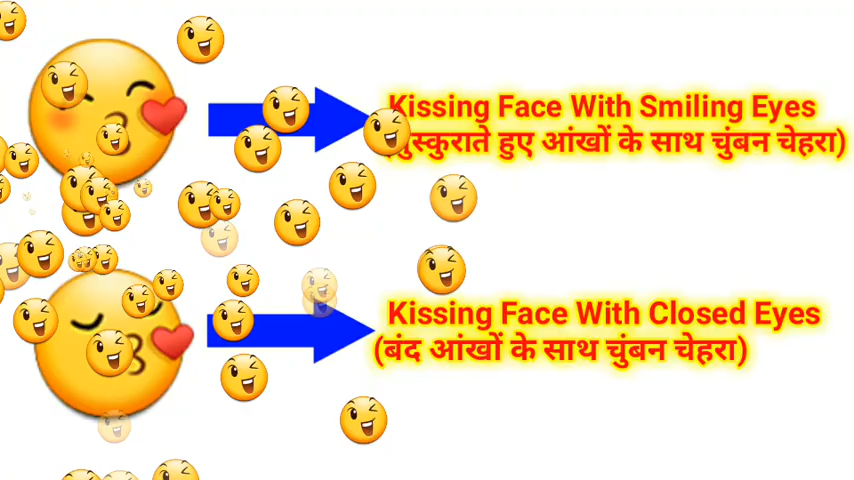 Kissing Face With Smiling Eyes
हुए आंखों के साथ चुंबन चेहरा)
Kissing Face With Closed Eyes
(बंद आंखों के साथ चुंबन चेहरा)